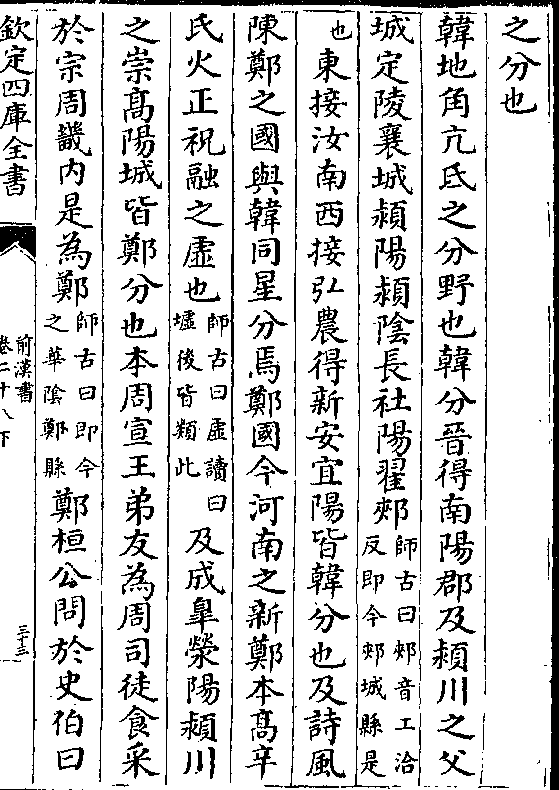 之分也
韓地角亢氐之分野也韓分晉得南陽郡及潁川之父
城定陵襄城潁陽潁隂長社陽翟郟師古曰郟音工洽反即今郟城縣是
也東接汝南西接弘農得新安宜陽皆韓分也及詩風
陳鄭之國與韓同星分焉鄭國今河南之新鄭本髙辛
氏火正祝融之虛也師古曰虛讀曰墟後皆類此及成臯滎陽潁川
之崇髙陽城皆鄭分也本周宣王弟友為周司徒食采
於宗周畿内是為鄭師古曰即今之華隂鄭縣鄭桓公問於史伯曰
欽定四庫全書
前漢書
卷二十八下
三十三